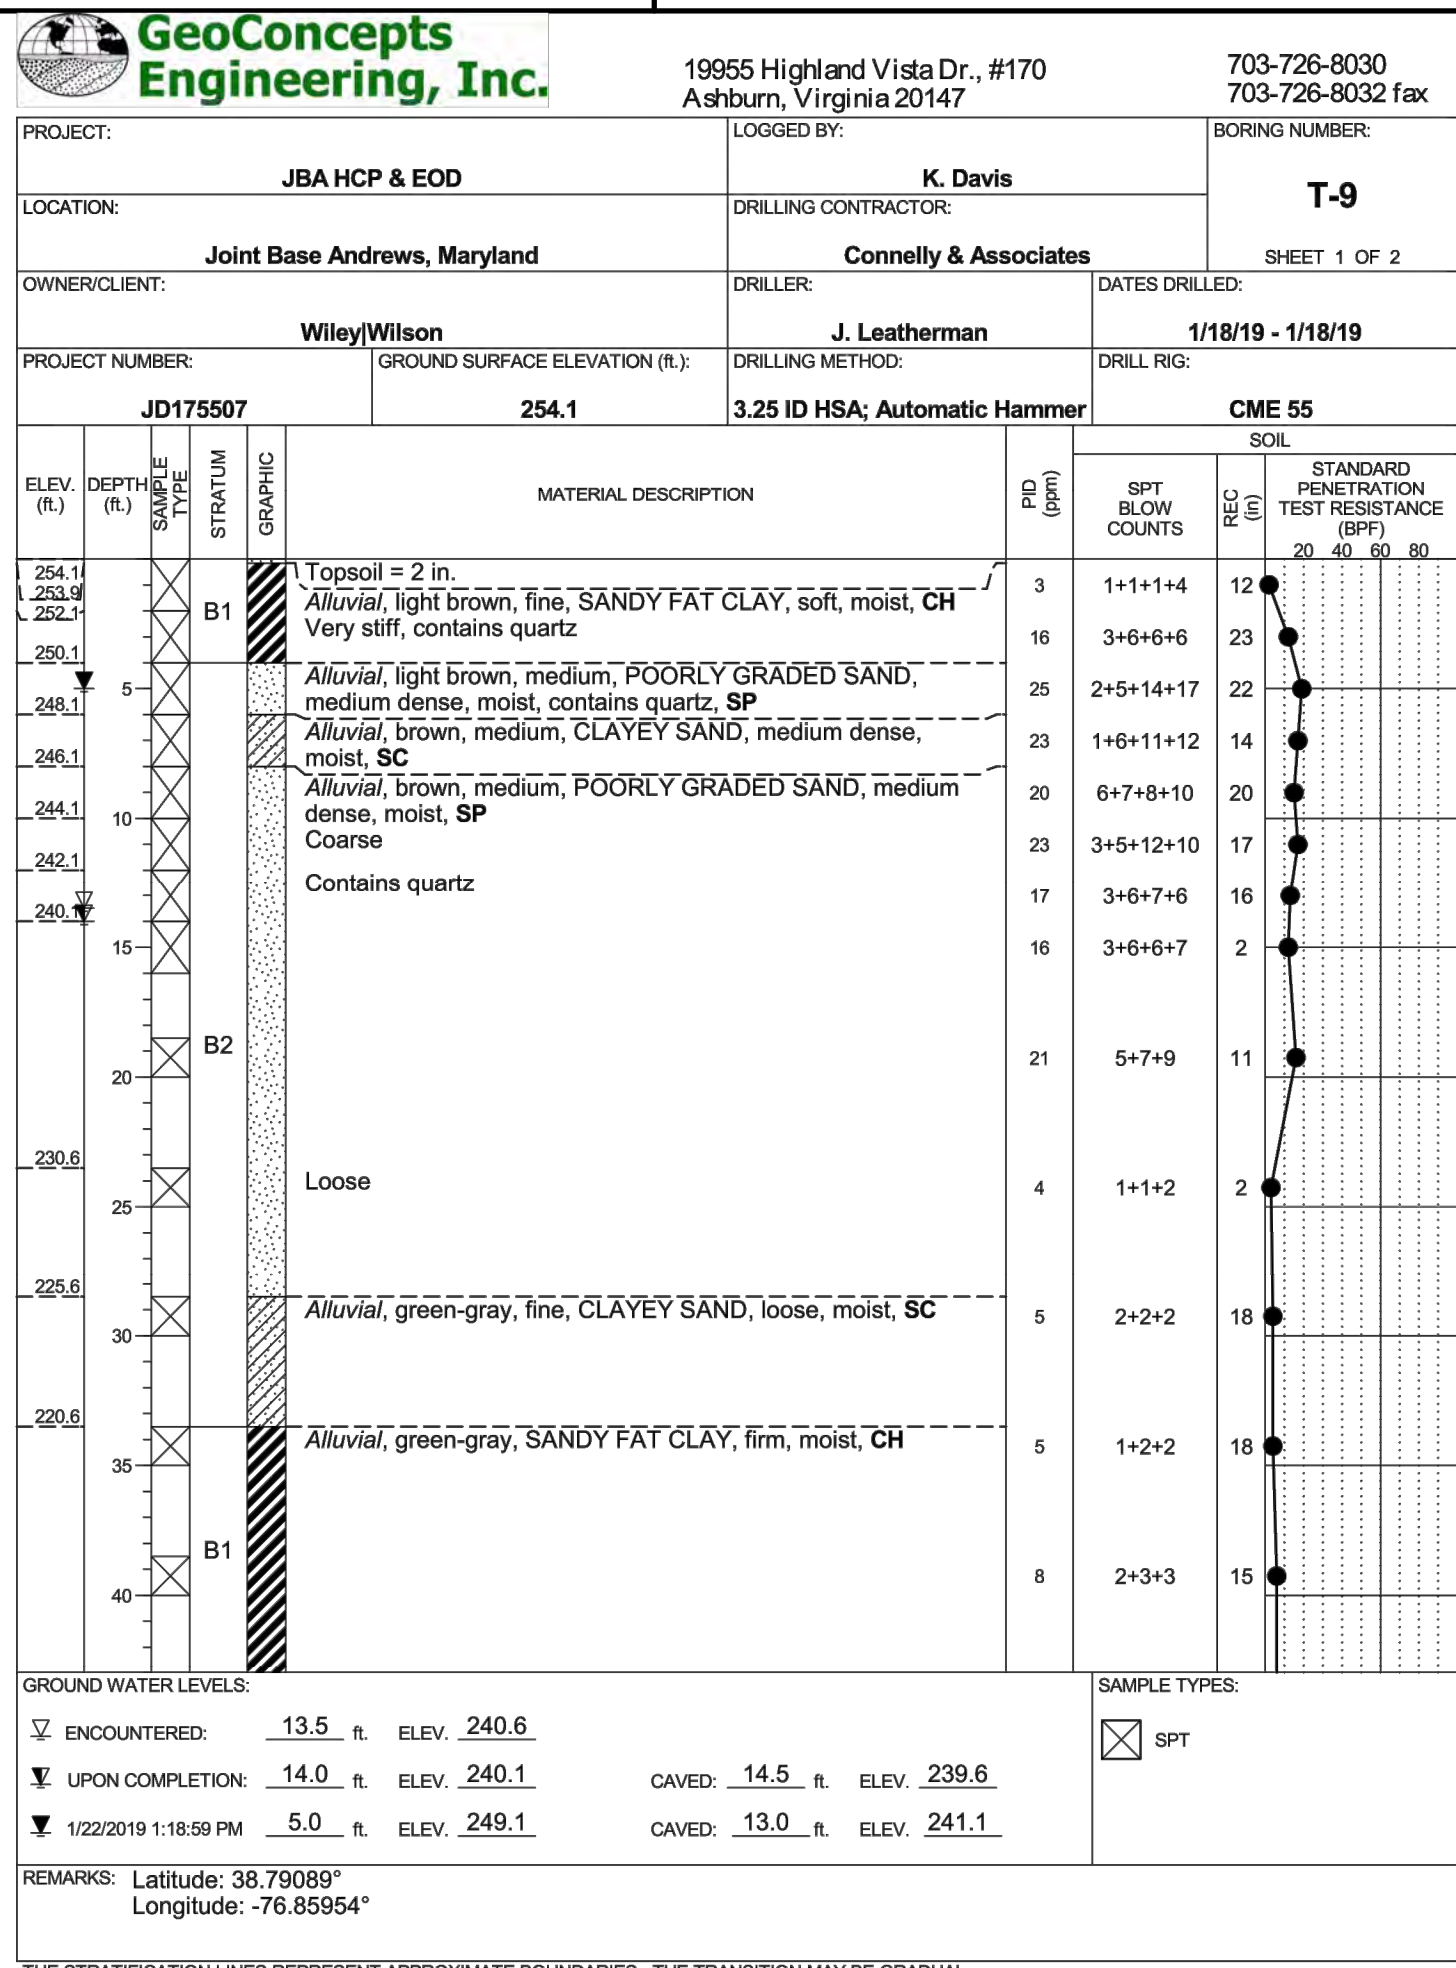 GeoConcepts
Engineering, Inc.
19955 Highland Vista Dr., #170
Ashburn, Virginia 20147
703-726-8030
703-726-8032 fax
PROJECT:
JBA HCP & EOD
LOGGED BY:
K. Davis
BORING NUMBER:
T-9
SHEET 1 OF 2
LOCATION:
Joint Base Andrews, Maryland
DRILLING CONTRACTOR:
Connelly & Associates
OWNER/CLIENT:
Wiley|Wilson
DRILLER:
J. Leatherman
DATES DRILLED:
1/18/19 - 1/18/19
PROJECT NUMBER:
JD175507
GROUND SURFACE ELEVATION (ft.):
254.1
DRILLING METHOD:
3.25 ID HSA; Automatic Hammer
DRILL RIG:
CME 55
ELEV. (ft.)
DEPTH (ft.)
SAMPLE TYPE
STRATUM
GRAPHIC
MATERIAL DESCRIPTION
PID (ppm)
SOIL
SPT BLOW COUNTS
REC (in)
STANDARD PENETRATION TEST RESISTANCE (BPF)
20 40 60 80
254.1 Topsoil = 2 in. 3 1+1+1+4 12
253.9 Alluvial, light brown, fine, SANDY FAT CLAY, soft, moist, CH
252.1 B1 Very stiff, contains quartz 16 3+6+6+6 23
250.1 Alluvial, light brown, medium, POORLY GRADED SAND,
5 medium dense, moist, contains quartz, SP 25 2+5+14+17 22
248.1 Alluvial, brown, medium, CLAYEY SAND, medium dense,
moist, SC 23 1+6+11+12 14
246.1 Alluvial, brown, medium, POORLY GRADED SAND, medium
dense, moist, SP 20 6+7+8+10 20
244.1 10 Coarse 23 3+5+12+10 17
242.1 Contains quartz 17 3+6+7+6 16
240.1
15 16 3+6+6+7 2
B2 21 5+7+9 11
20
230.6 Loose 4 1+1+2 2
25
225.6 Alluvial, green-gray, fine, CLAYEY SAND, loose, moist, SC 5 2+2+2 18
30
220.6 Alluvial, green-gray, SANDY FAT CLAY, firm, moist, CH 5 1+2+2 18
35
B1 8 2+3+3 15
40
GROUND WATER LEVELS:
ENCOUNTERED: 13.5 ft. ELEV. 240.6
UPON COMPLETION: 14.0 ft. ELEV. 240.1 CAVED: 14.5 ft. ELEV. 239.6
1/22/2019 1:18:59 PM 5.0 ft. ELEV. 249.1 CAVED: 13.0 ft. ELEV. 241.1
SAMPLE TYPES:
SPT
REMARKS: Latitude: 38.79089°
Longitude: -76.85954°
THE STRATIFICATION LINES REPRESENT APPROXIMATE BOUNDARIES. THE TRANSITION MAY BE GRADUAL.